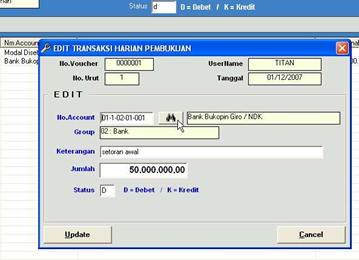 Status d D = Debet / K = Kredit
Nm.Accoun
Modal Diset
Bank Bukop
EDIT TRANSAKSI HARIAN PEMBUKUAN
No.Voucher 0000001 UserName TITAN
No. Urut 1 Tanggal 01/12/2007
EDIT
No.Account 01-1-02-01-001 Bank Bukopin Giro / NDK.
Group 02 : Bank
Keterangan setoran awal
Jumlah 50.000.000,00
Status D D = Debet / K = Kredit
Update Cancel